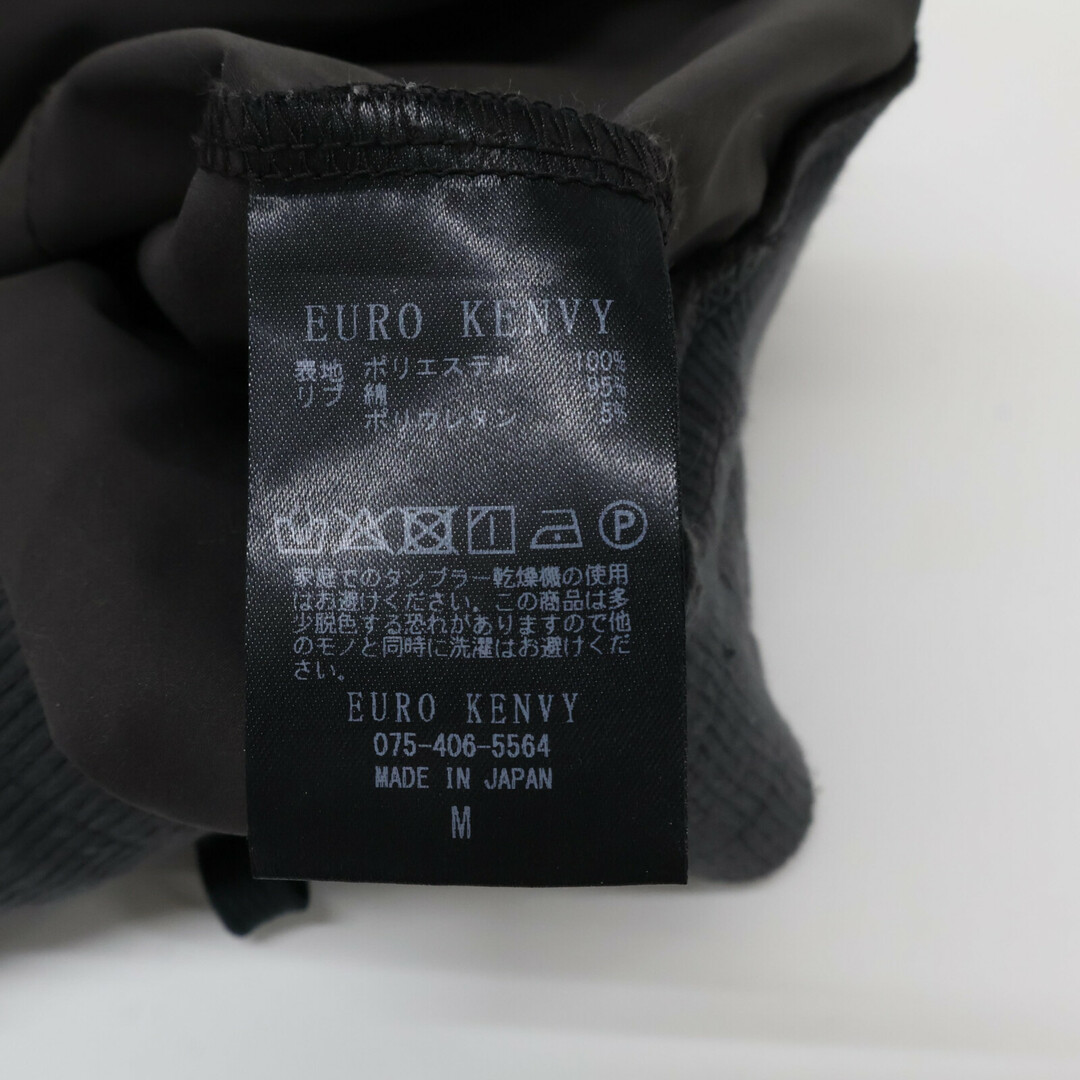 EURO KENVY
表地 ポリエステル 100%
リブ 綿 95%
ポリウレタン 5%
P
家庭でのタンブラー乾燥機の使用
はお避けください。この商品は多
少脱色する恐れがありますので他
のモノと同時に洗濯はお避けくだ
さい。
EURO KENVY
075-406-5564
MADE IN JAPAN
M